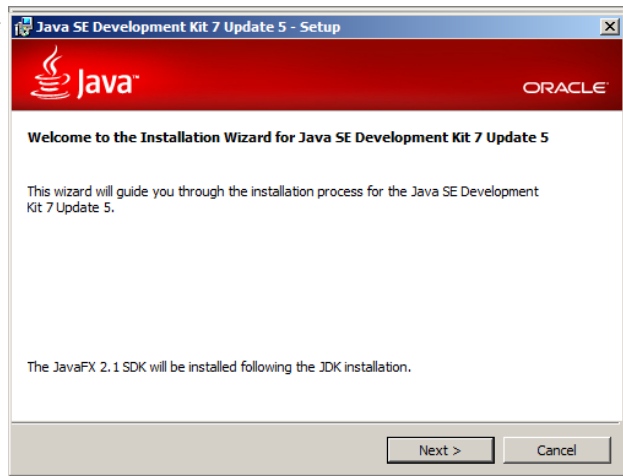 Java SE Development Kit 7 Update 5 - Setup
Java™
ORACLE®
Welcome to the Installation Wizard for Java SE Development Kit 7 Update 5
This wizard will guide you through the installation process for the Java SE Development
Kit 7 Update 5.
The JavaFX 2.1 SDK will be installed following the JDK installation.
Next >
Cancel